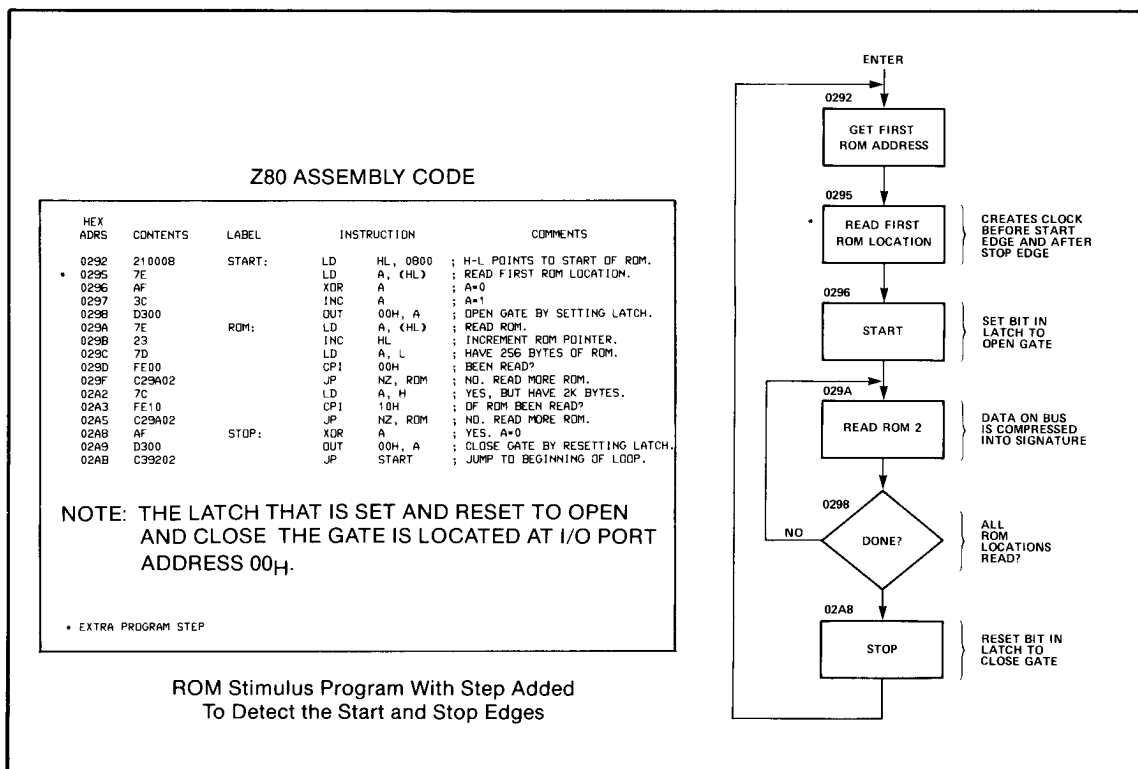 Z80 ASSEMBLY CODE
HEX
ADRS CONTENTS LABEL INSTRUCTION COMMENTS
0292 210008 START: LD HL, 0800 ; H-L POINTS TO START OF ROM.
* 0295 7E LD A, (HL) ; READ FIRST ROM LOCATION.
0296 AF XOR A ; A=0
0297 3C INC A ; A=1
0298 D300 OUT 00H, A ; OPEN GATE BY SETTING LATCH.
029A 7E ROM: LD A, (HL) ; READ ROM.
029B 23 INC HL ; INCREMENT ROM POINTER.
029C 7D LD A, L ; HAVE 256 BYTES OF ROM.
029D FE00 CPI 00H ; BEEN READ?
029F C29A02 JP NZ, ROM ; NO. READ MORE ROM.
02A2 7C LD A, H ; YES, BUT HAVE 2K BYTES.
02A3 FE10 CPI 10H ; OF ROM BEEN READ?
02A5 C29A02 JP NZ, ROM ; NO. READ MORE ROM.
02A8 AF STOP: XOR A ; YES. A=0
02A9 D300 OUT 00H, A ; CLOSE GATE BY RESETTING LATCH.
02AB C39202 JP START ; JUMP TO BEGINNING OF LOOP.
NOTE: THE LATCH THAT IS SET AND RESET TO OPEN
AND CLOSE THE GATE IS LOCATED AT I/O PORT
ADDRESS 00H.
* EXTRA PROGRAM STEP
ROM Stimulus Program With Step Added
To Detect the Start and Stop Edges
ENTER
0292
GET FIRST
ROM ADDRESS
0295
* READ FIRST
ROM LOCATION
CREATES CLOCK
BEFORE START
EDGE AND AFTER
STOP EDGE
0296
START
SET BIT IN
LATCH TO
OPEN GATE
029A
READ ROM 2
DATA ON BUS
IS COMPRESSED
INTO SIGNATURE
0298
NO
DONE?
ALL
ROM
LOCATIONS
READ?
02A8
STOP
RESET BIT IN
LATCH TO
CLOSE GATE